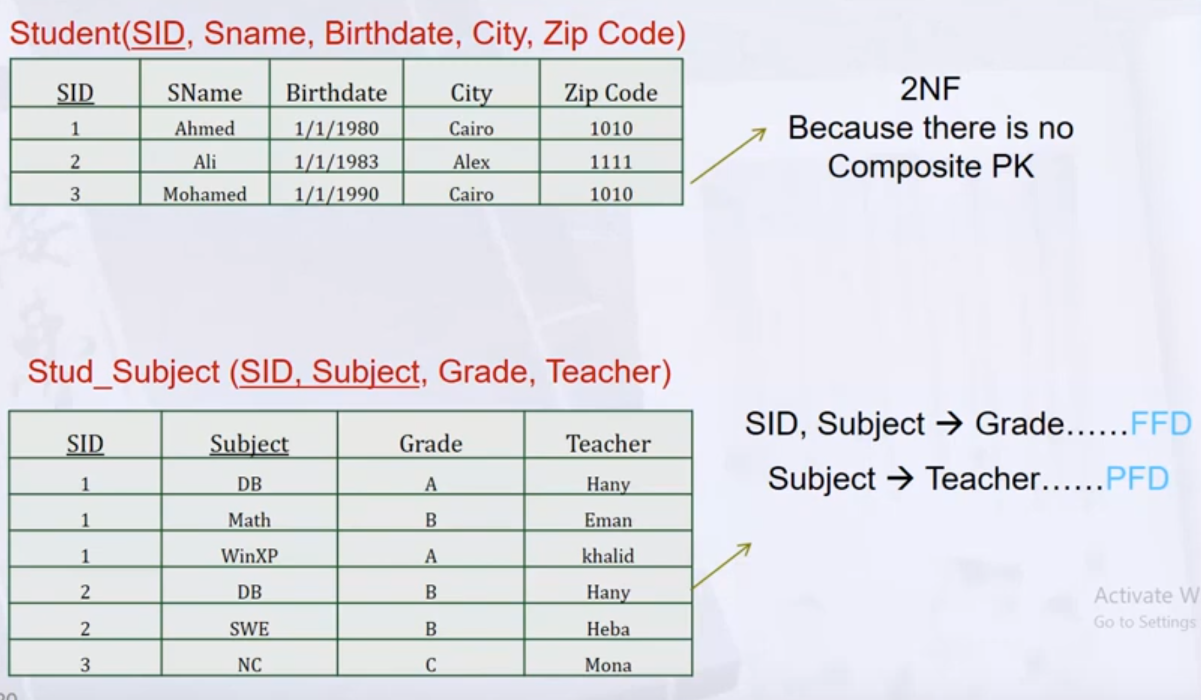 Student(SID, Sname, Birthdate, City, Zip Code)
SID SName Birthdate City Zip Code
1 Ahmed 1/1/1980 Cairo 1010
2 Ali 1/1/1983 Alex 1111
3 Mohamed 1/1/1990 Cairo 1010
2NF
Because there is no
Composite PK
Stud_Subject (SID, Subject, Grade, Teacher)
SID Subject Grade Teacher
1 DB A Hany
1 Math B Eman
1 WinXP A khalid
2 DB B Hany
2 SWE B Heba
3 NC C Mona
SID, Subject → Grade......FFD
Subject → Teacher......PFD
Activate W
Go to Settings